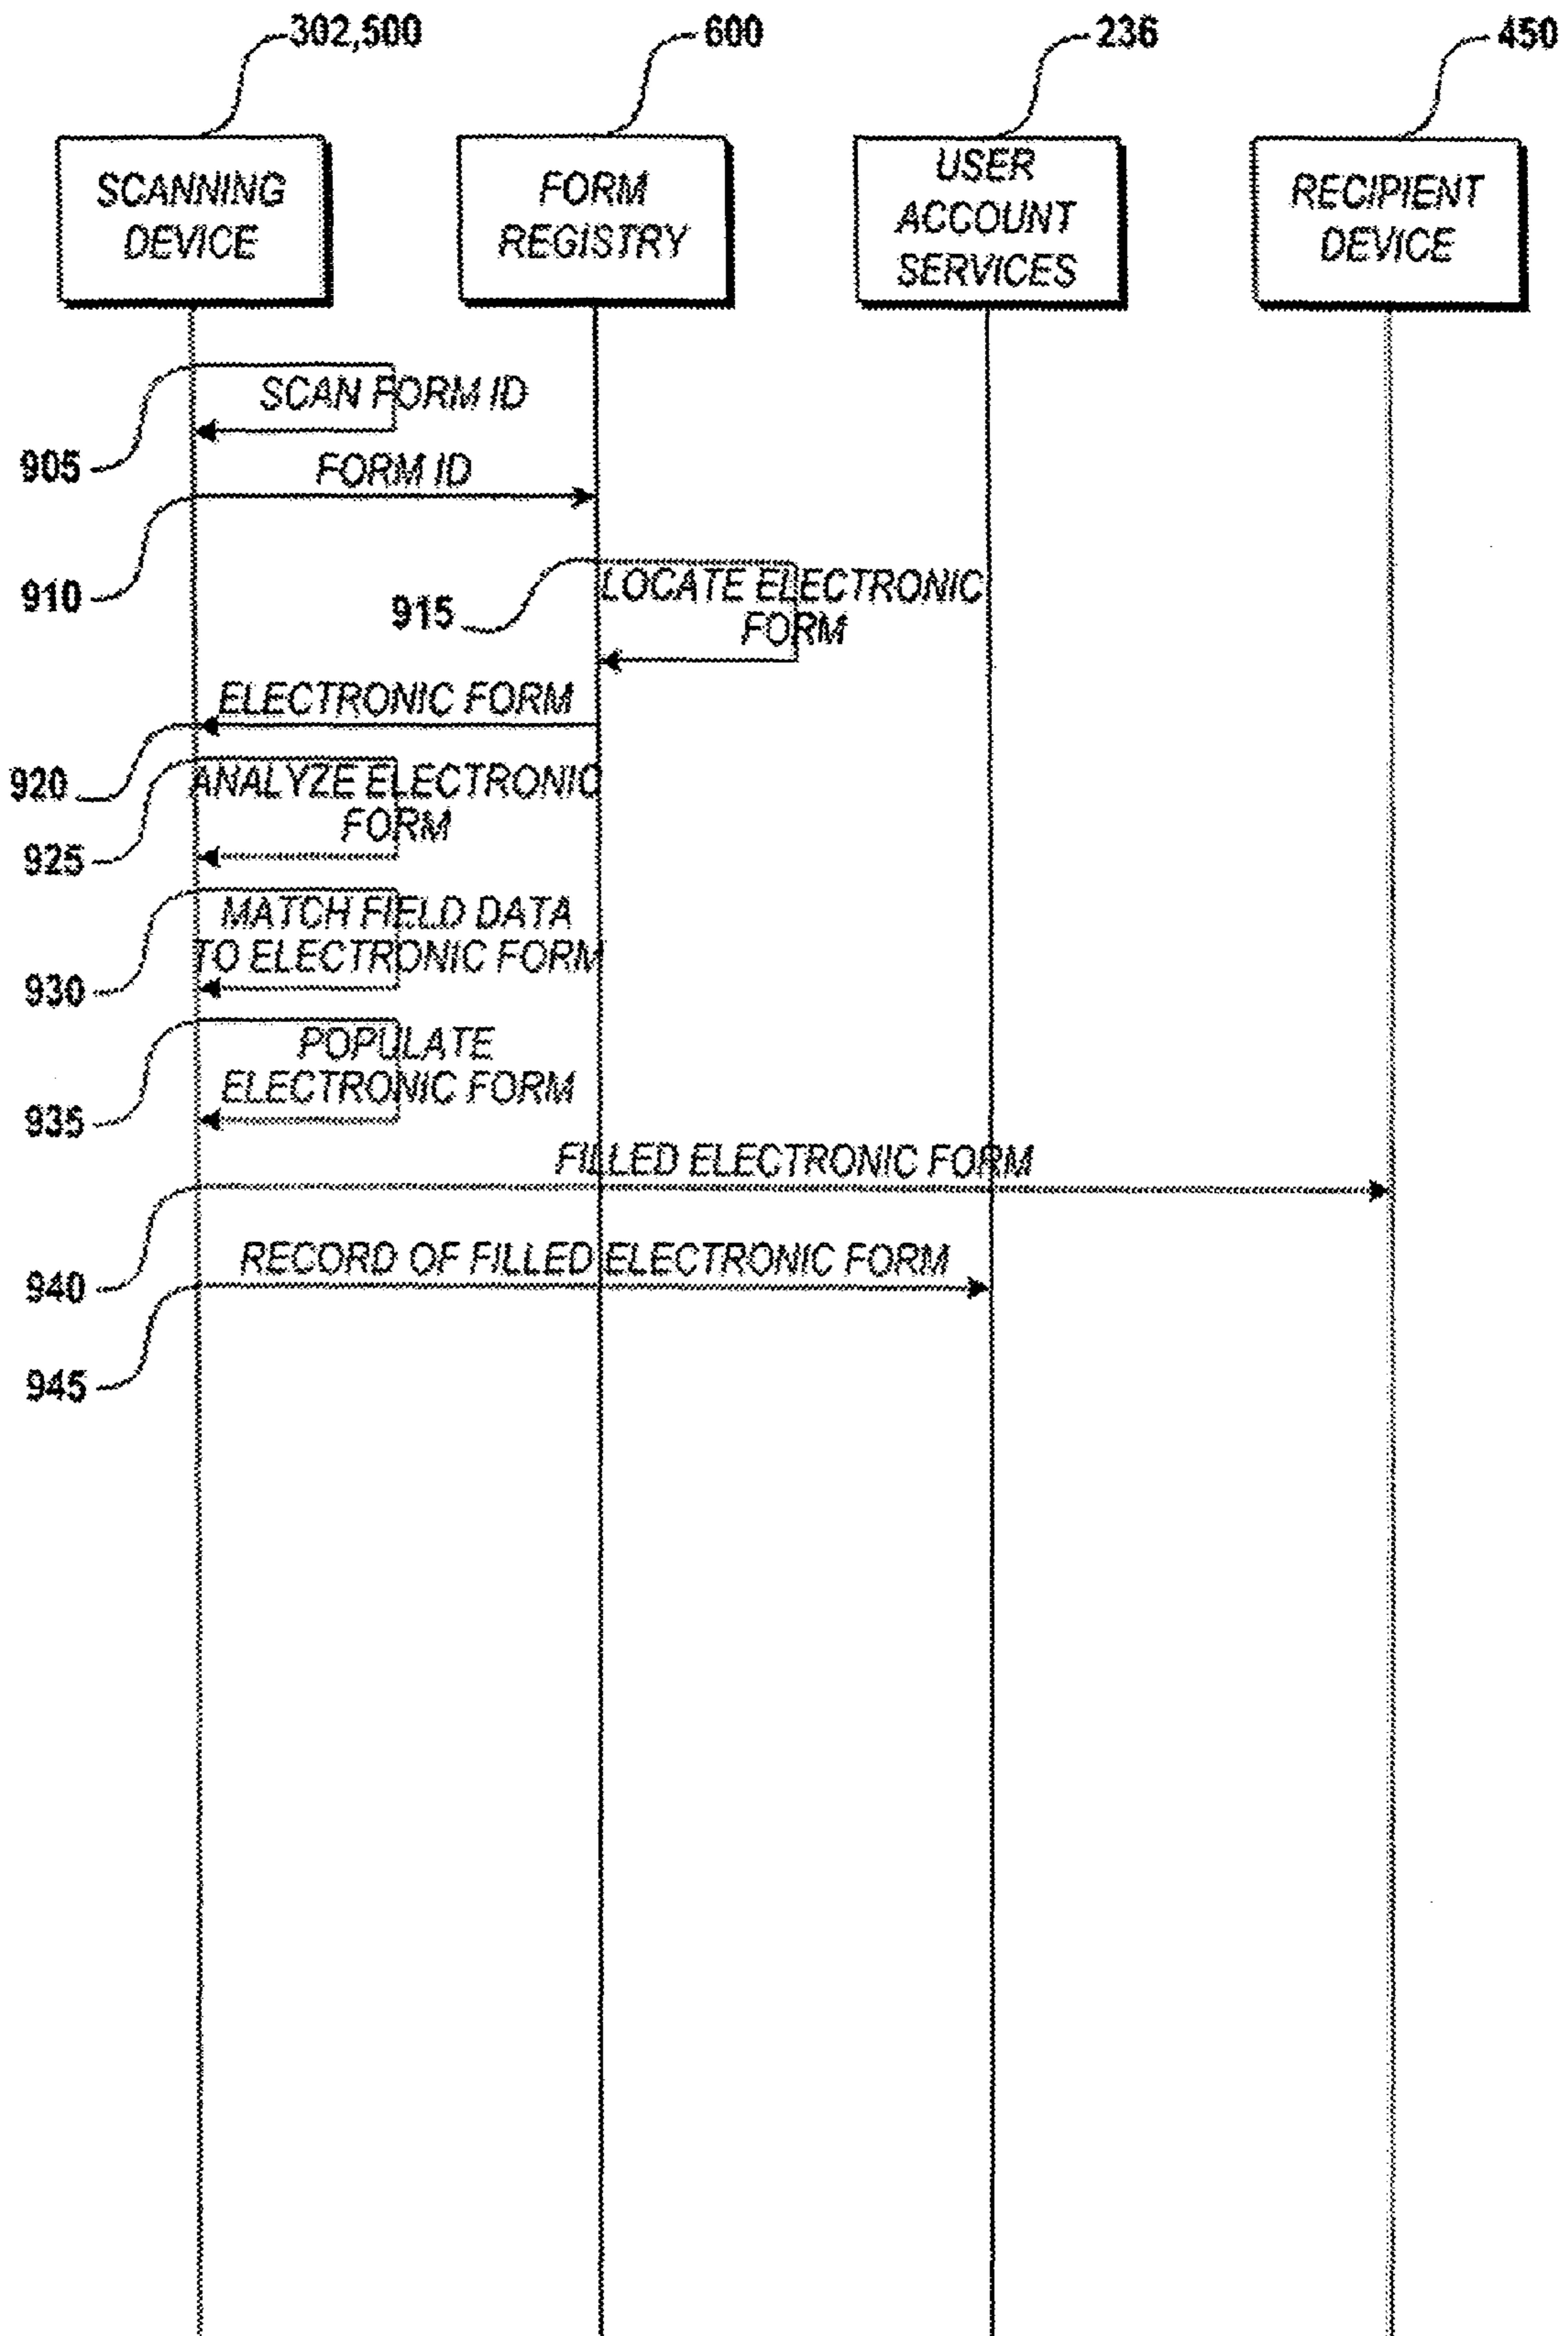 302,500
600
236
450
SCANNING
DEVICE
FORM
REGISTRY
USER
ACCOUNT
SERVICES
RECIPIENT
DEVICE
SCAN FORM ID
905
FORM ID
910
LOCATE ELECTRONIC
FORM
915
ELECTRONIC FORM
920
ANALYZE ELECTRONIC
FORM
925
MATCH FIELD DATA
TO ELECTRONIC FORM
930
POPULATE
ELECTRONIC FORM
935
FILLED ELECTRONIC FORM
940
RECORD OF FILLED ELECTRONIC FORM
945